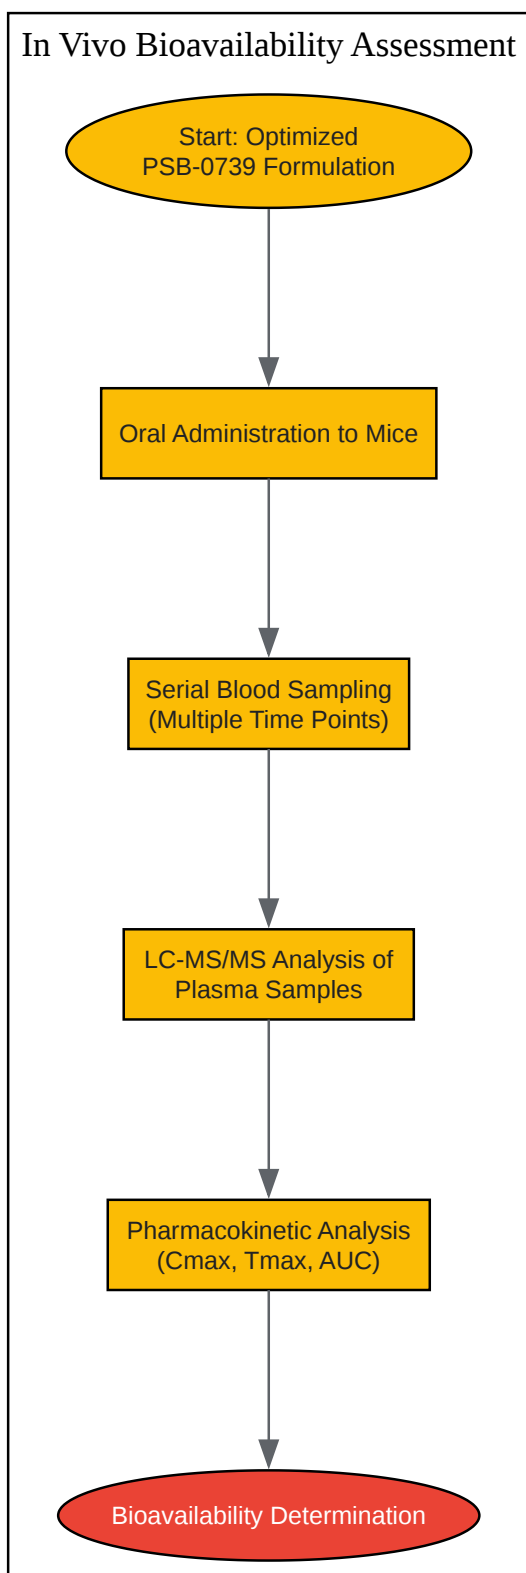 In Vivo Bioavailability Assessment
Start: Optimized
PSB-0739 Formulation
Oral Administration to Mice
Serial Blood Sampling
(Multiple Time Points)
LC-MS/MS Analysis of
Plasma Samples
Pharmacokinetic Analysis
(Cmax, Tmax, AUC)
Bioavailability Determination